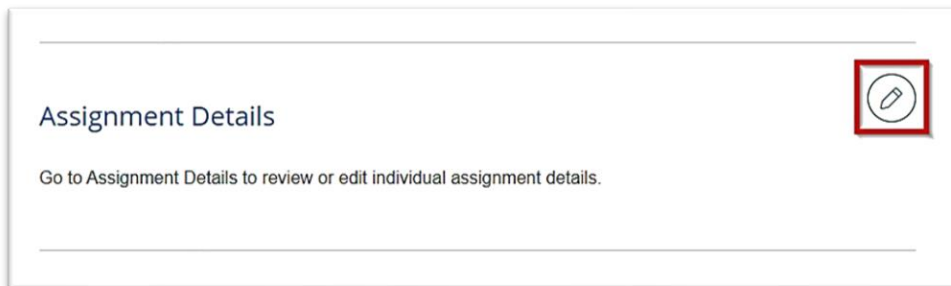 Assignment Details
Go to Assignment Details to review or edit individual assignment details.